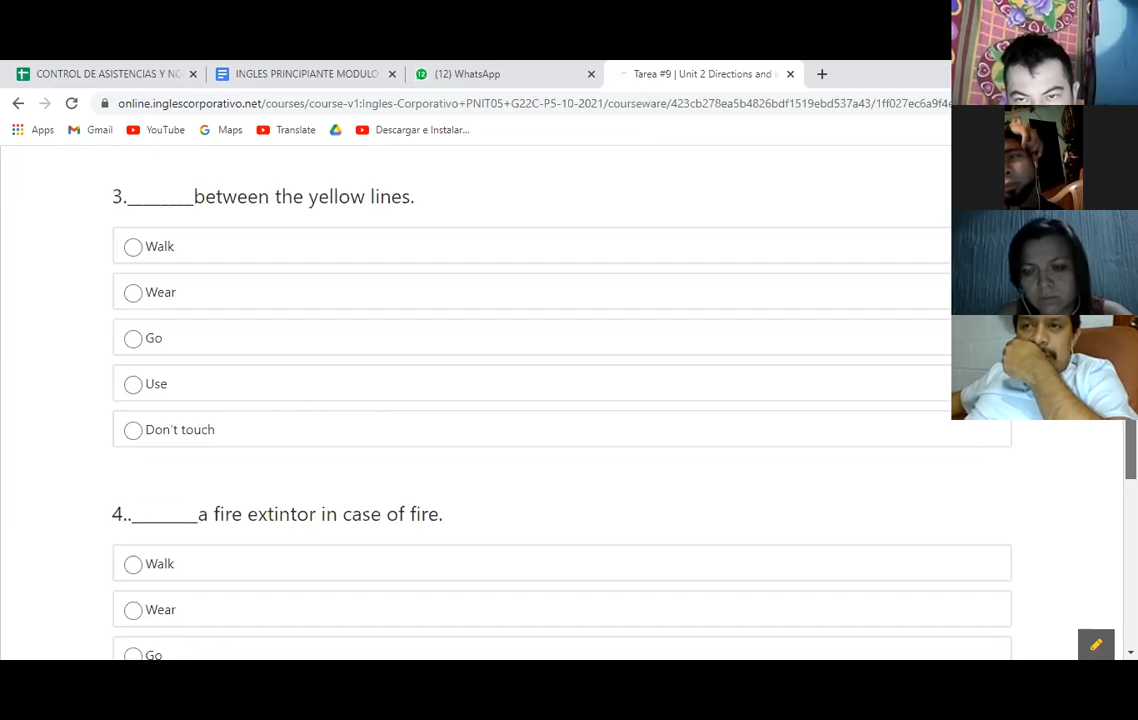 CONTROL DE ASISTENCIAS Y NO
INGLES PRINCIPIANTE MODULO
(12) WhatsApp
Tarea #9 | Unit 2 Directions and i
online.inglescorporativo.net/courses/course-v1:Ingles-Corporativo+PNIT05+G22C-P5-10-2021/courseware/423cb278ea5b4826bdf1519ebd537a43/1ff027ec6a9f4e
Apps
Gmail
YouTube
Maps
Translate
Descargar e Instalar...
3.________between the yellow lines.
Walk
Wear
Go
Use
Don't touch
4..________a fire extintor in case of fire.
Walk
Wear
Go